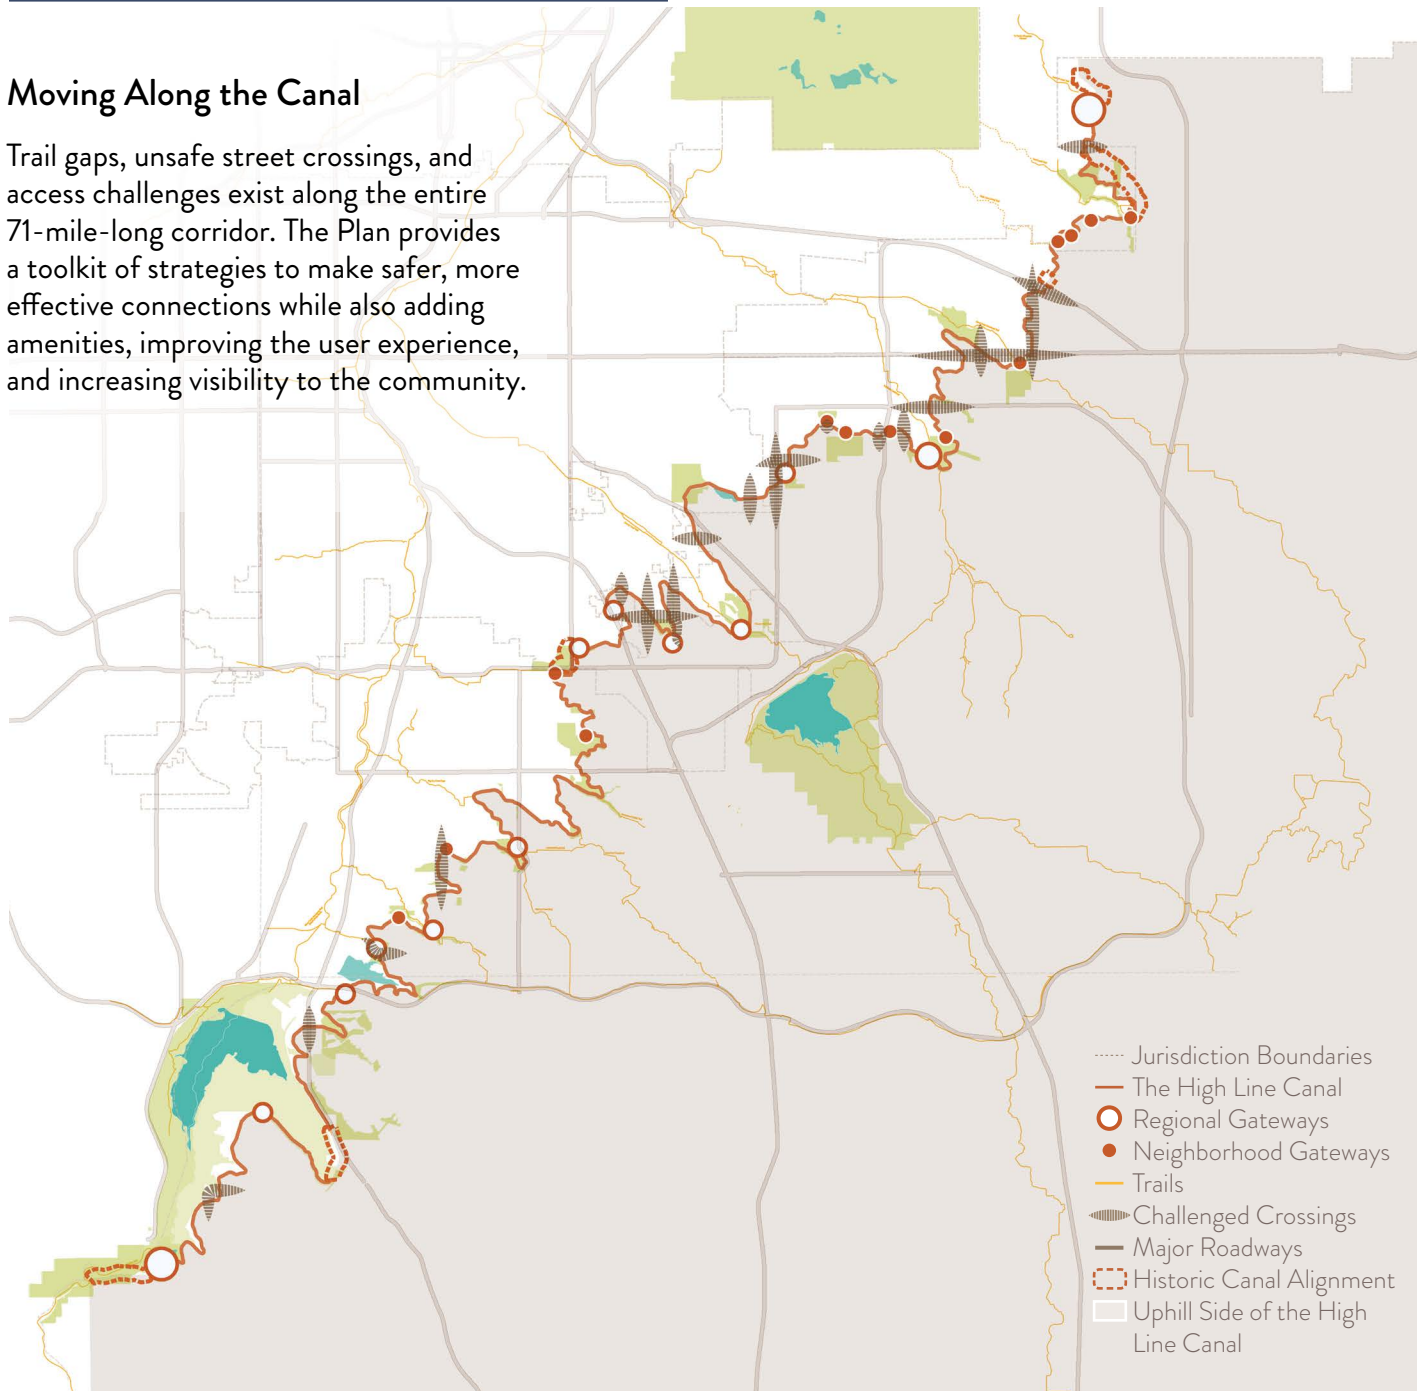 Moving Along the Canal
Trail gaps, unsafe street crossings, and
access challenges exist along the entire
71-mile-long corridor. The Plan provides
a toolkit of strategies to make safer, more
effective connections while also adding
amenities, improving the user experience,
and increasing visibility to the community.
Jurisdiction Boundaries
The High Line Canal
Regional Gateways
Neighborhood Gateways
Trails
Challenged Crossings
Major Roadways
Historic Canal Alignment
Uphill Side of the High
Line Canal